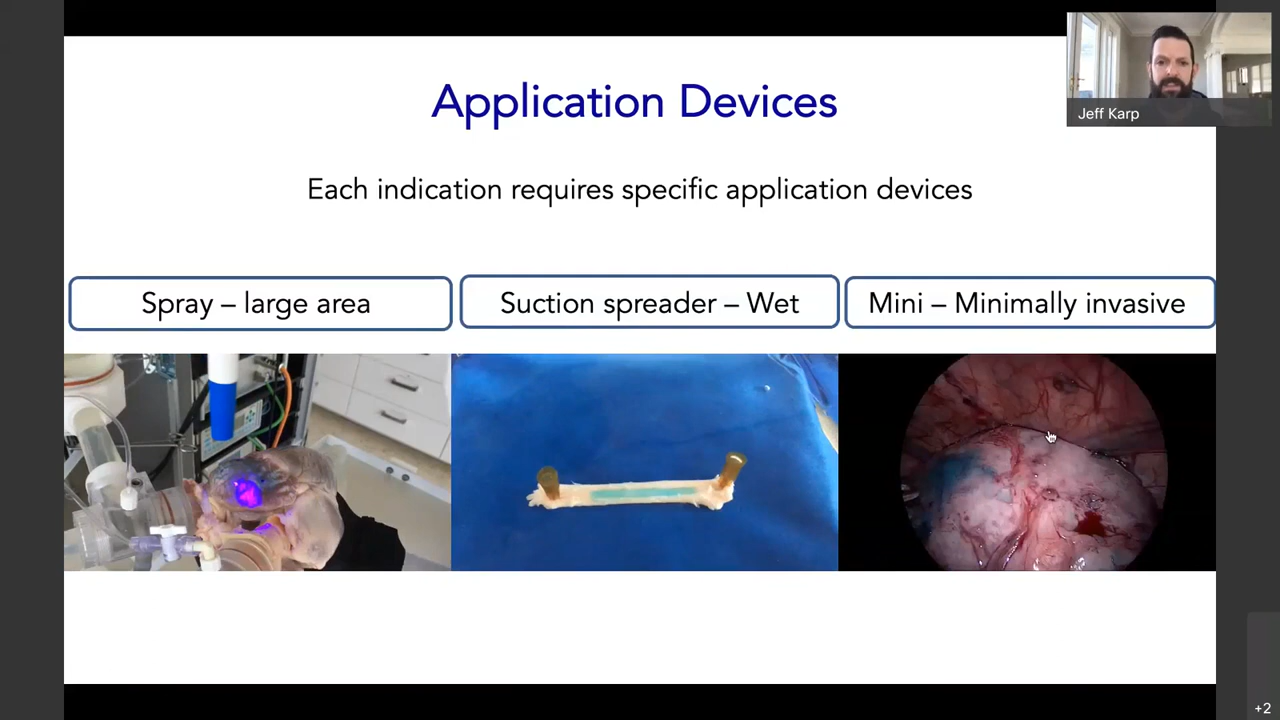 Application Devices
Jeff Karp
Each indication requires specific application devices
Spray – large area
Suction spreader – Wet
Mini – Minimally invasive
+2